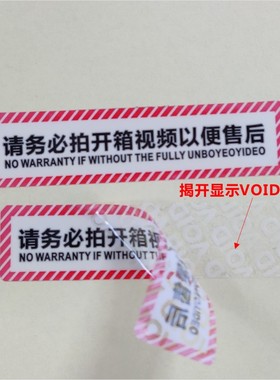 请务必拍开箱视频以便售后
NO WARRANTY IF WITHOUT THE FULLY UNBOYEOYIDEO
揭开显示VOID
请务必拍开箱视
NO WARRANTY IF WITHOUT THE